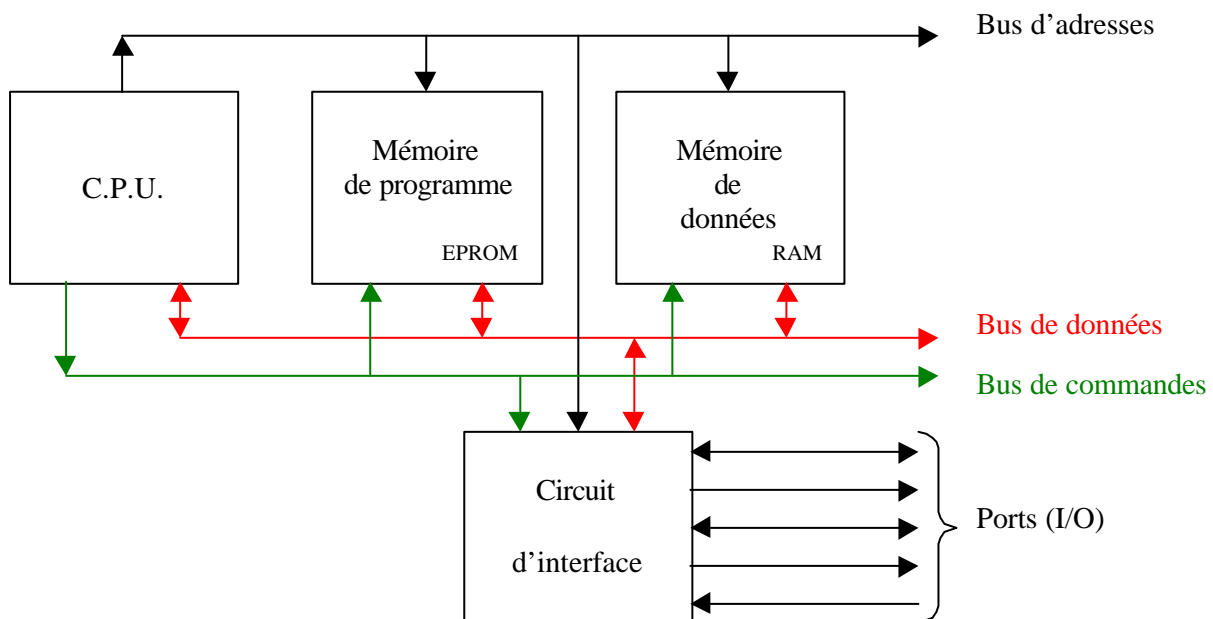 Bus d’adresses
C.P.U.
Mémoire
de programme
EPROM
Mémoire
de
données
RAM
Bus de données
Bus de commandes
Circuit
d’interface
Ports (I/O)